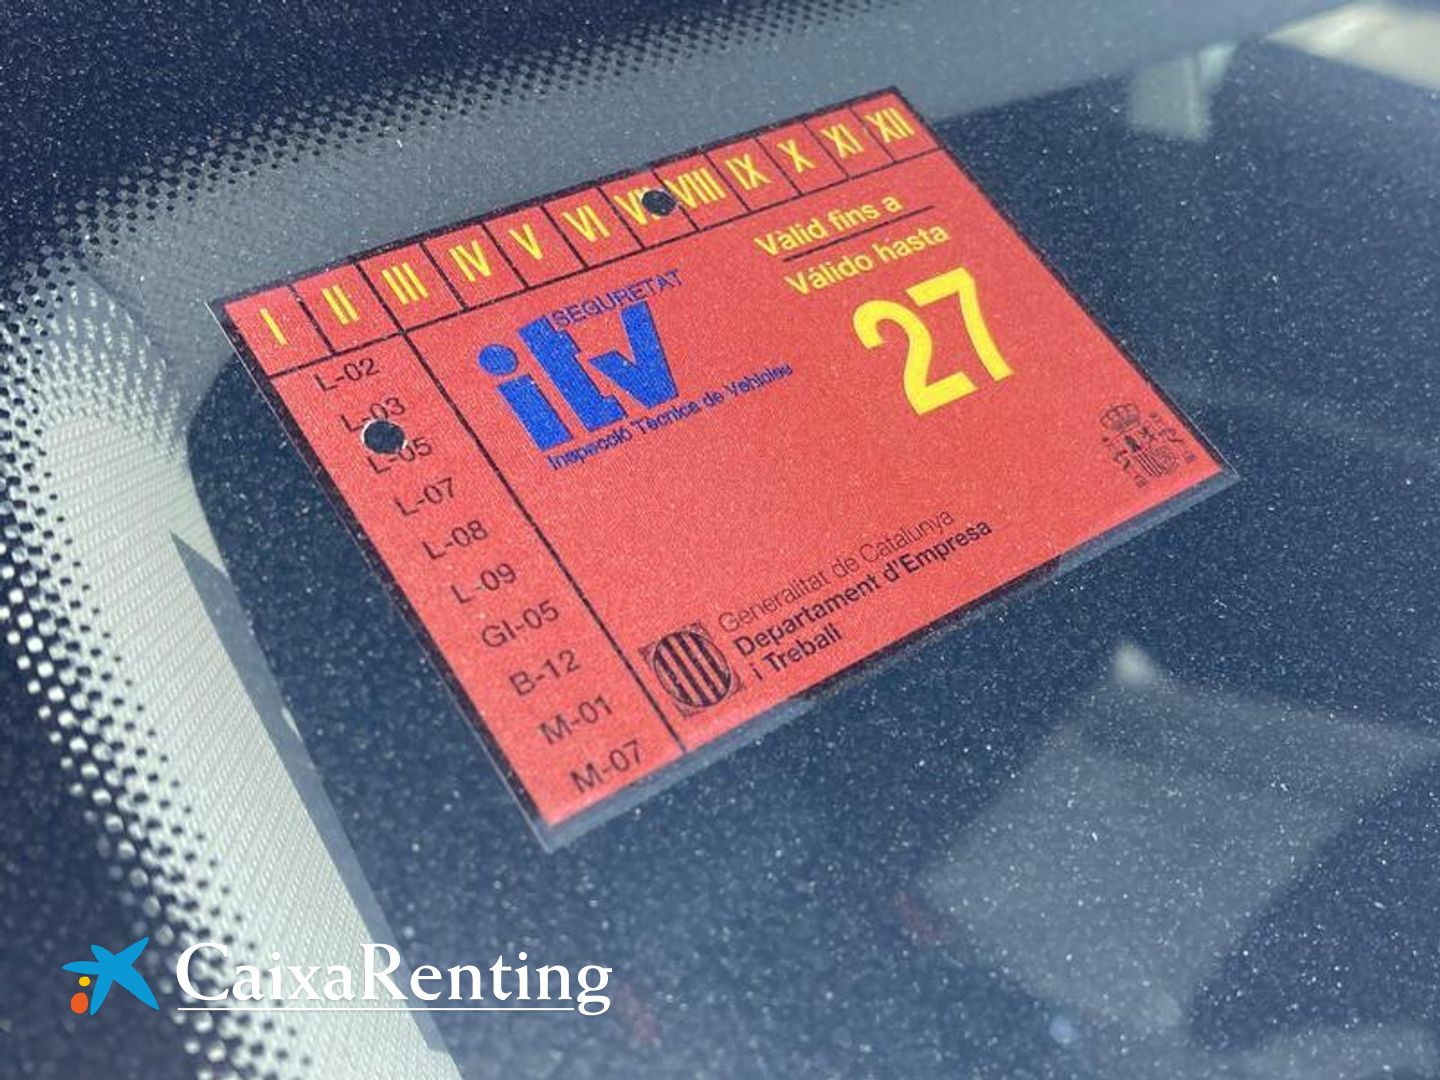 I II III IV V VI VII VIII IX X XI XII
L-02
L-03
L-05
L-07
L-08
L-09
GI-05
B-12
M-01
M-07
SEGURETAT
itv
Inspecció Tècnica de Vehicles
Vàlid fins a
Válido hasta
27
Generalitat de Catalunya
Departament d'Empresa
i Treball
CaixaRenting